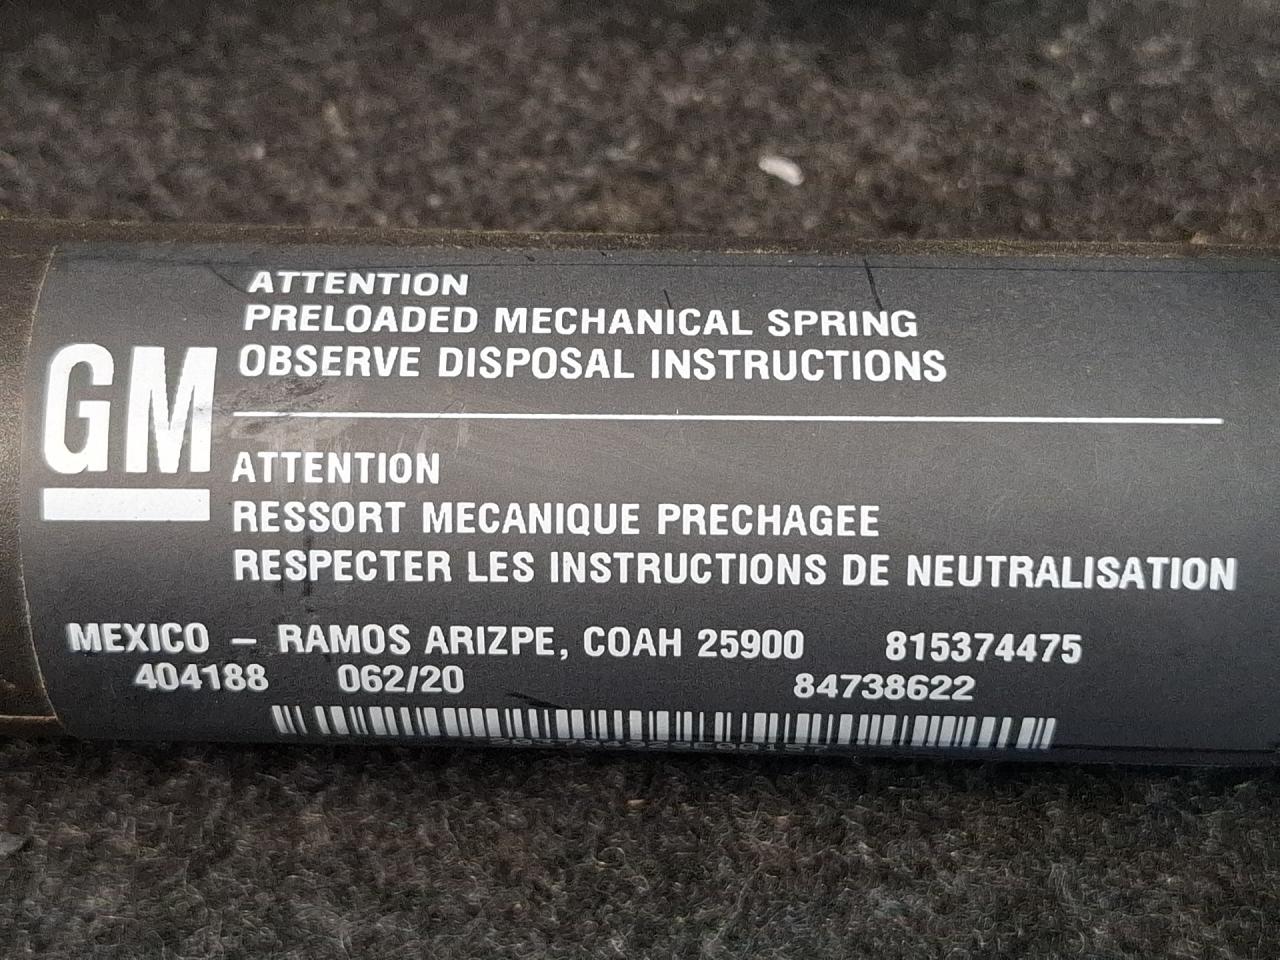 GM
ATTENTION
PRELOADED MECHANICAL SPRING
OBSERVE DISPOSAL INSTRUCTIONS
ATTENTION
RESSORT MECANIQUE PRECHAGEE
RESPECTER LES INSTRUCTIONS DE NEUTRALISATION
MEXICO – RAMOS ARIZPE, COAH 25900 815374475
404188 062/20 84738622